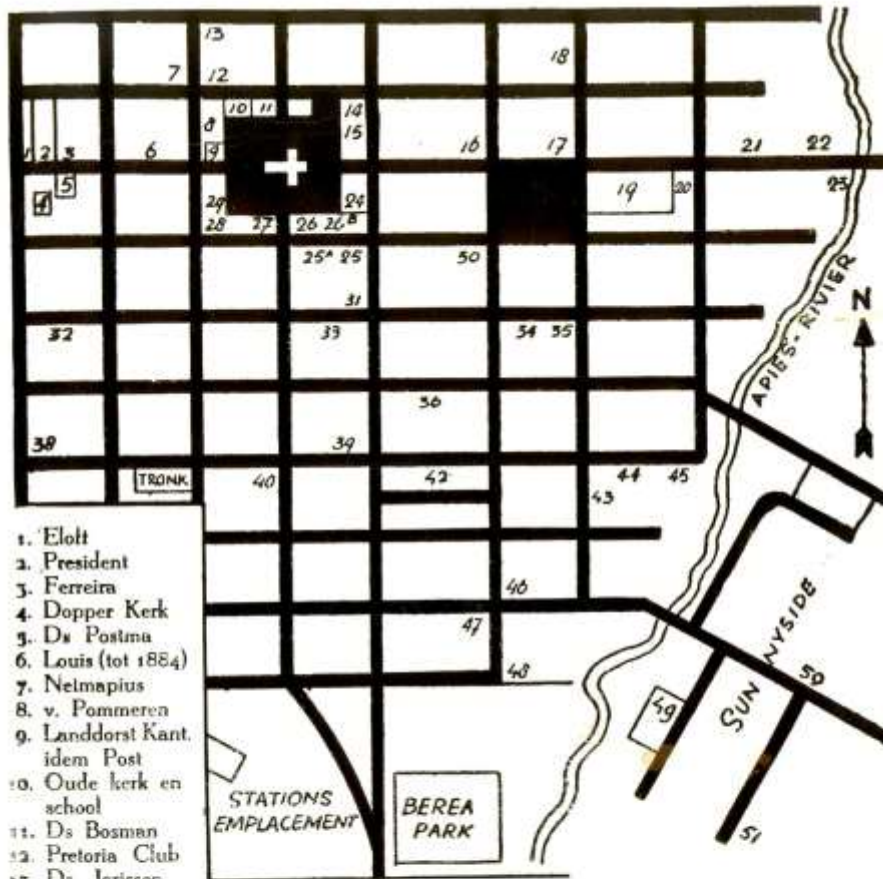 13
18
7 12
10 11 14
8 15
1 2 3 6 9 16 17 21 22
5 19 20 23
4
29 24
28 27 26 26B
25A 25 50
31
32 33 34 35
36
38 39
TRONK 40 42 44 45
43
46
47
48
49
59
51
APIES-RIVIER
N
SUNNYSIDE
STATIONS
EMPLACEMENT
BEREA
PARK
1. Eloff
2. President
3. Ferreira
4. Dopper Kerk
5. Ds Postma
6. Louis (tot 1884)
7. Nelmapius
8. v. Pommeren
9. Landdorst Kant.
idem Post
10. Oude kerk en
school
11. Ds Bosman
12. Pretoria Club
13. Ds Jorissen